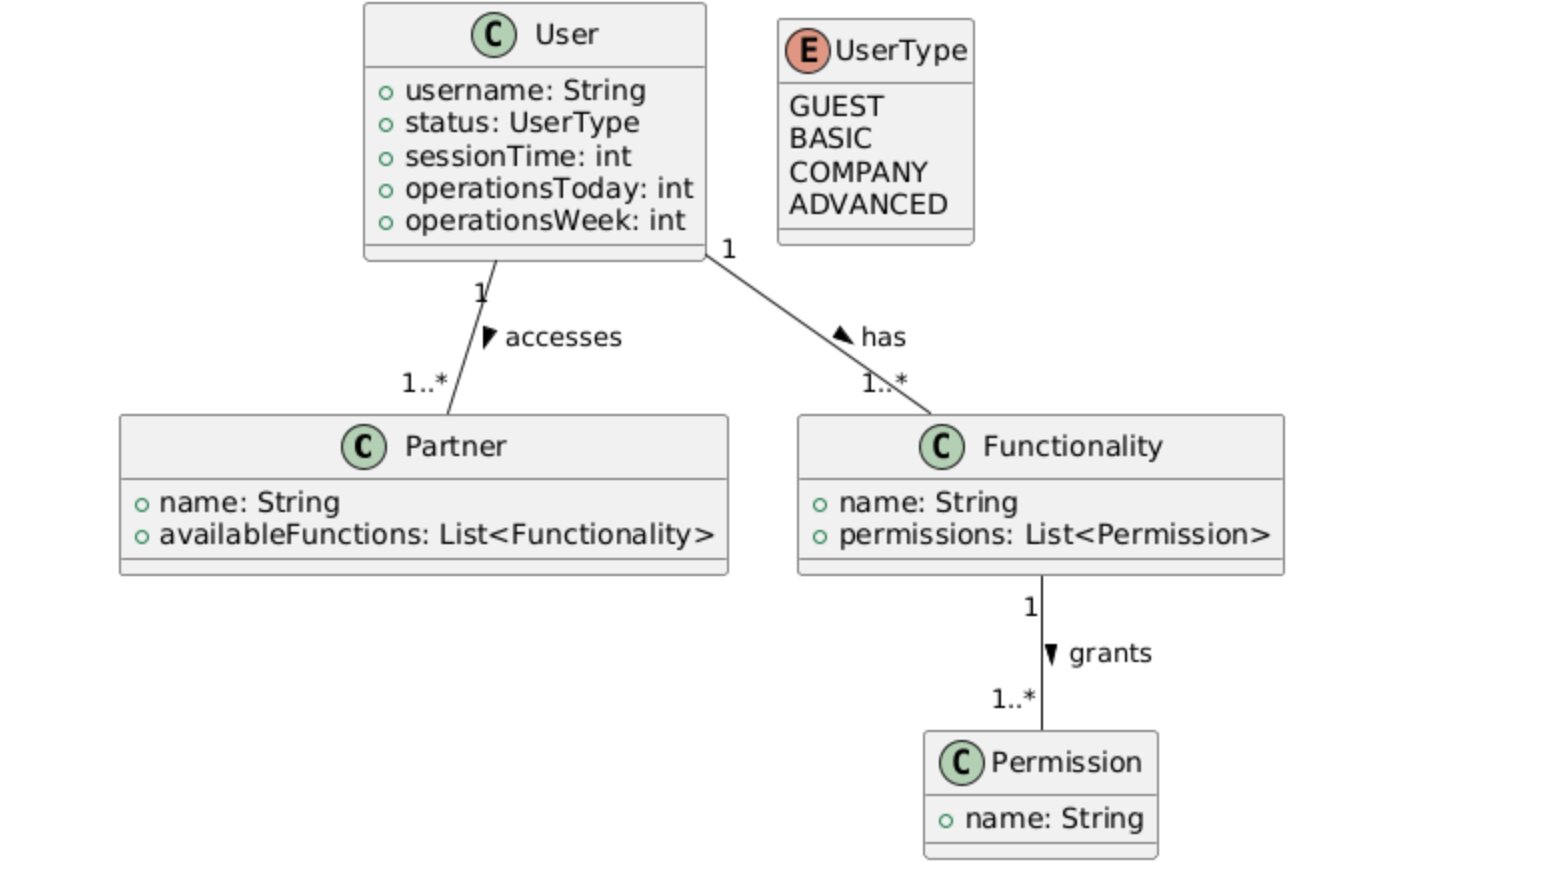 C User
username: String
status: UserType
sessionTime: int
operationsToday: int
operationsWeek: int
E UserType
GUEST
BASIC
COMPANY
ADVANCED
1
1
accesses
has
1..*
1..*
C Partner
name: String
availableFunctions: List<Functionality>
C Functionality
name: String
permissions: List<Permission>
1
grants
1..*
C Permission
name: String